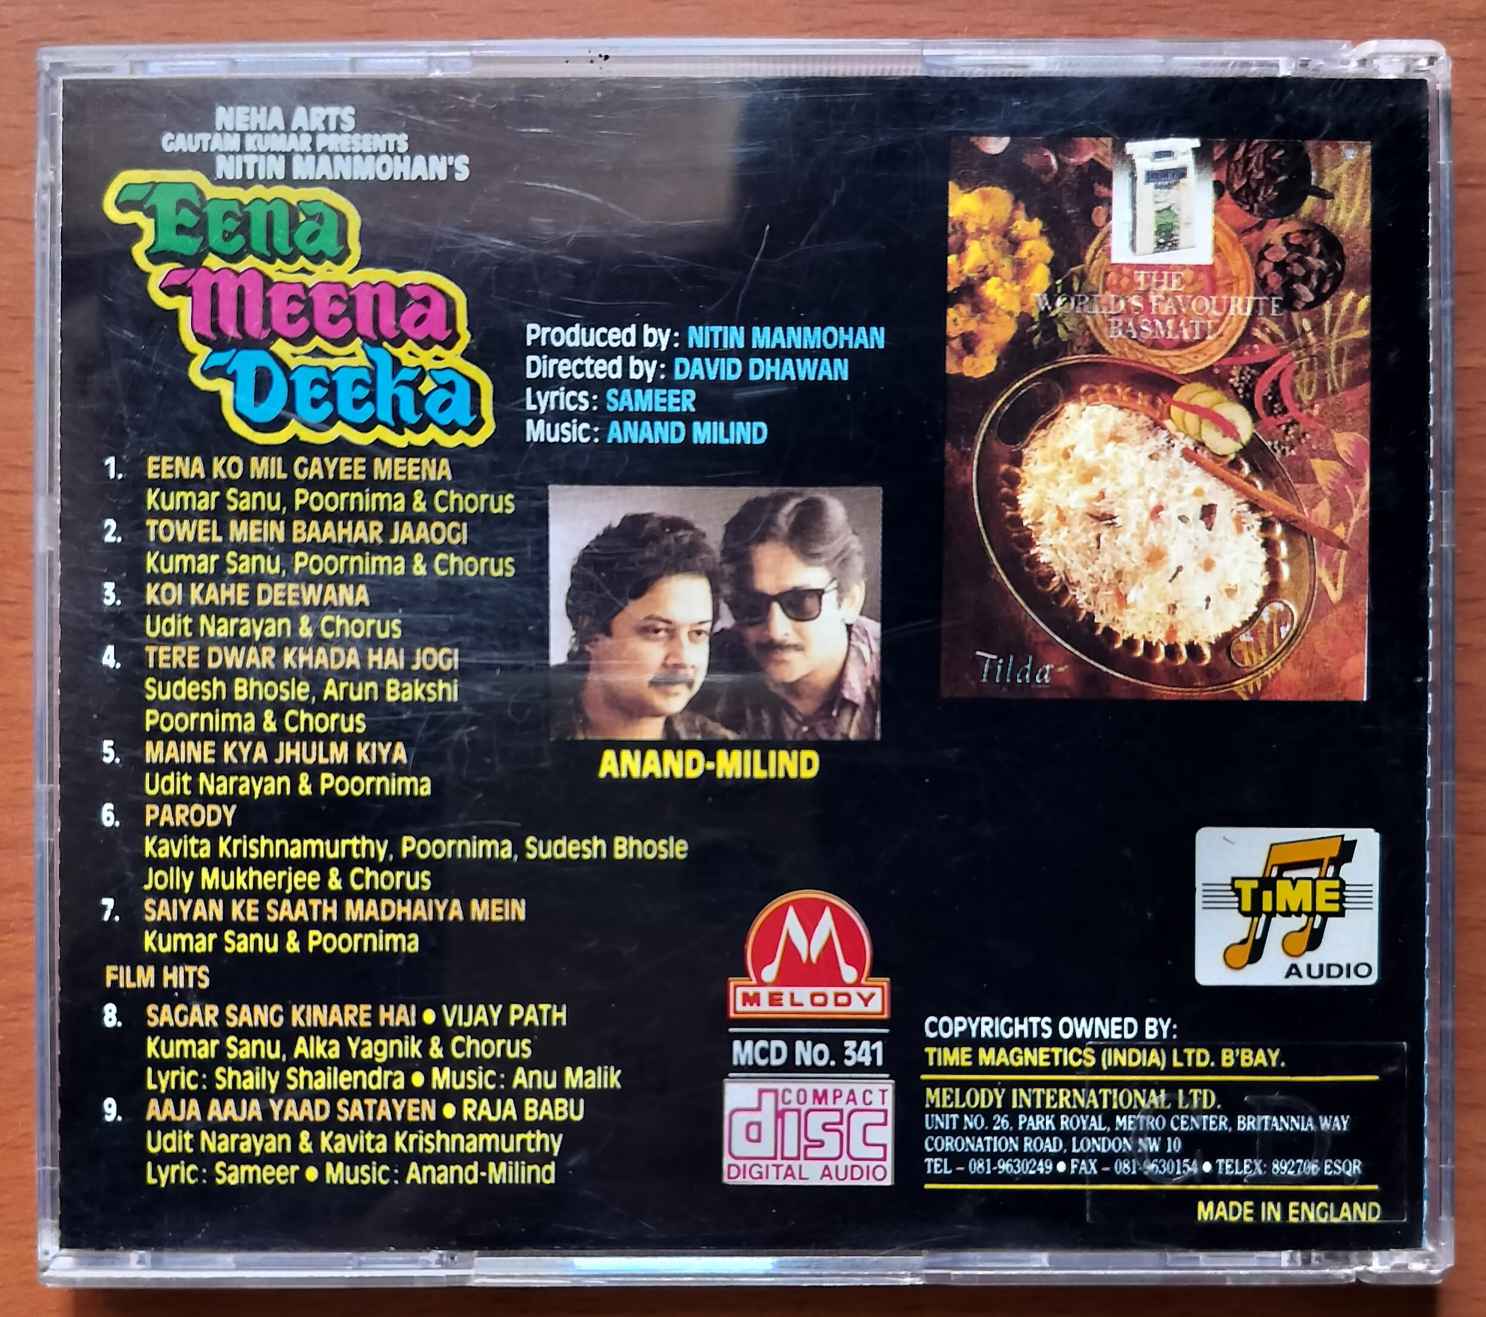 NEHA ARTS
GAUTAM KUMAR PRESENTS
NITIN MANMOHAN'S
Eena
Meena
Deeka
Produced by: NITIN MANMOHAN
Directed by: DAVID DHAWAN
Lyrics: SAMEER
Music: ANAND MILIND
1. EENA KO MIL GAYEE MEENA
Kumar Sanu, Poornima & Chorus
2. TOWEL MEIN BAAHAR JAAOGI
Kumar Sanu, Poornima & Chorus
3. KOI KAHE DEEWANA
Udit Narayan & Chorus
4. TERE DWAR KHADA HAI JOGI
Sudesh Bhosle, Arun Bakshi
Poornima & Chorus
5. MAINE KYA JHULM KIYA
Udit Narayan & Poornima
6. PARODY
Kavita Krishnamurthy, Poornima, Sudesh Bhosle
Jolly Mukherjee & Chorus
7. SAIYAN KE SAATH MADHAIYA MEIN
Kumar Sanu & Poornima
FILM HITS
8. SAGAR SANG KINARE HAI ● VIJAY PATH
Kumar Sanu, Alka Yagnik & Chorus
Lyric: Shaily Shailendra ● Music: Anu Malik
9. AAJA AAJA YAAD SATAYEN ● RAJA BABU
Udit Narayan & Kavita Krishnamurthy
Lyric: Sameer ● Music: Anand-Milind
ANAND-MILIND
MELODY
MCD No. 341
COMPACT
disc
DIGITAL AUDIO
THE
WORLD'S FAVOURITE
BASMATI
Tilda
TiME
AUDIO
COPYRIGHTS OWNED BY:
TIME MAGNETICS (INDIA) LTD. B'BAY.
MELODY INTERNATIONAL LTD.
UNIT NO. 26, PARK ROYAL, METRO CENTER, BRITANNIA WAY
CORONATION ROAD, LONDON NW 10
TEL – 081-9630249 ● FAX – 081-9630154 ● TELEX: 892706 ESQR
MADE IN ENGLAND